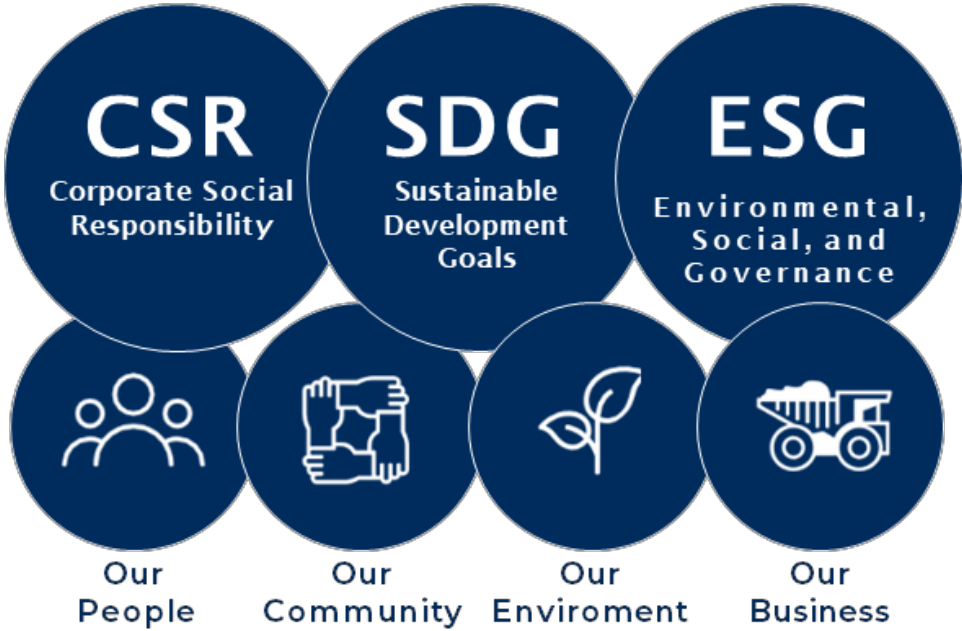 CSR
Corporate Social
Responsibility
SDG
Sustainable
Development
Goals
ESG
Environmental,
Social, and
Governance
Our
People
Our
Community
Our
Enviroment
Our
Business